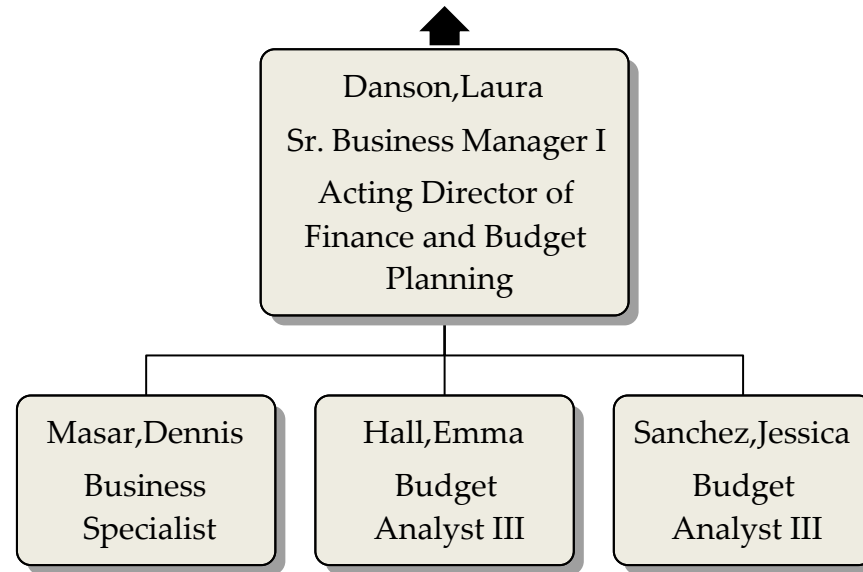 Danson,Laura
Sr. Business Manager I
Acting Director of
Finance and Budget
Planning
Masar,Dennis
Business
Specialist
Hall,Emma
Budget
Analyst III
Sanchez,Jessica
Budget
Analyst III